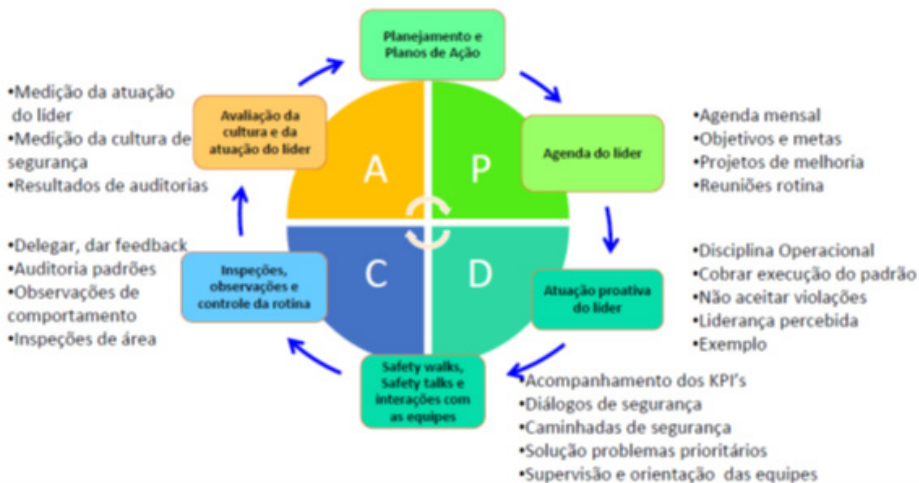 Planejamento e
Planos de Ação
•Medição da atuação
do líder
•Medição da cultura de
segurança
•Resultados de auditorias
Avaliação da
cultura e da
atuação do líder
A
P
Agenda do líder
•Agenda mensal
•Objetivos e metas
•Projetos de melhoria
•Reuniões rotina
•Delegar, dar feedback
•Auditoria padrões
•Observações de
comportamento
•Inspeções de área
Inspeções,
observações e
controle da rotina
C
D
Atuação proativa
do líder
•Disciplina Operacional
•Cobrar execução do padrão
•Não aceitar violações
•Liderança percebida
•Exemplo
Safety walks,
Safety talks e
interações com
as equipes
•Acompanhamento dos KPI's
•Diálogos de segurança
•Caminhadas de segurança
•Solução problemas prioritários
•Supervisão e orientação das equipes